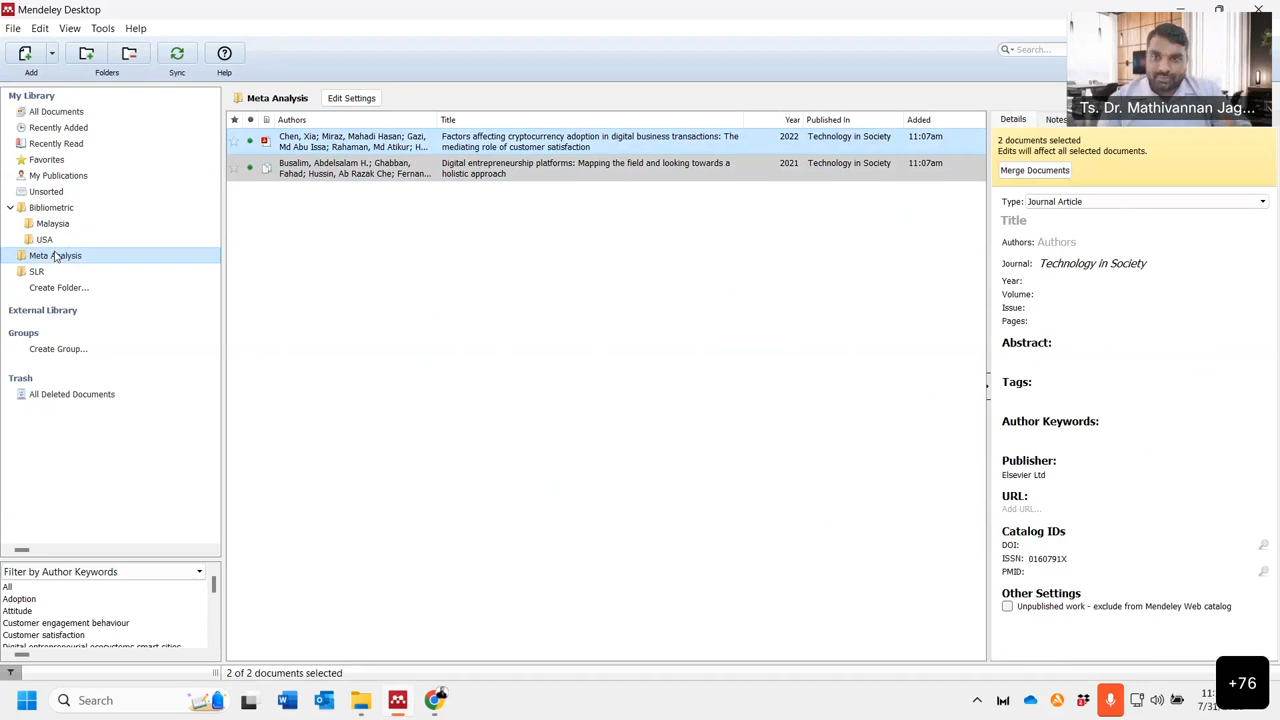 Mendeley Desktop
File Edit View Tools Help
Add Folders Sync Help
Search...
Ts. Dr. Mathivannan Jag...
My Library
All Documents
Recently Added
Recently Read
Favorites
My Publications
Unsorted
Bibliometric
Malaysia
USA
Meta Analysis
SLR
Create Folder...
External Library
Groups
Create Group...
Trash
All Deleted Documents
Filter by Author Keywords
All
Adoption
Attitude
Customer engagement behaviour
Customer satisfaction
Digital entrepreneurial ecosystems smart cities
Meta Analysis Edit Settings
Authors Title Year Published In Added
Chen, Xia; Miraz, Mahadi Hasan; Gazi, Factors affecting cryptocurrency adoption in digital business transactions: The 2022 Technology in Society 11:07am
Md Abu Issa; Rahaman, Md Atikur; H... mediating role of customer satisfaction
Busalim, Abdelsalam H.; Ghabban, Digital entrepreneurship platforms: Mapping the field and looking towards a 2021 Technology in Society 11:07am
Fahad; Hussin, Ab Razak Che; Fernan... holistic approach
2 of 2 documents selected
Details Notes
2 documents selected
Edits will affect all selected documents.
Merge Documents
Type: Journal Article
Title
Authors: Authors
Journal: Technology in Society
Year:
Volume:
Issue:
Pages:
Abstract:
Tags:
Author Keywords:
Publisher:
Elsevier Ltd
URL:
Add URL...
Catalog IDs
DOI:
ISSN: 0160791X
PMID:
Other Settings
Unpublished work - exclude from Mendeley Web catalog
+76
Search